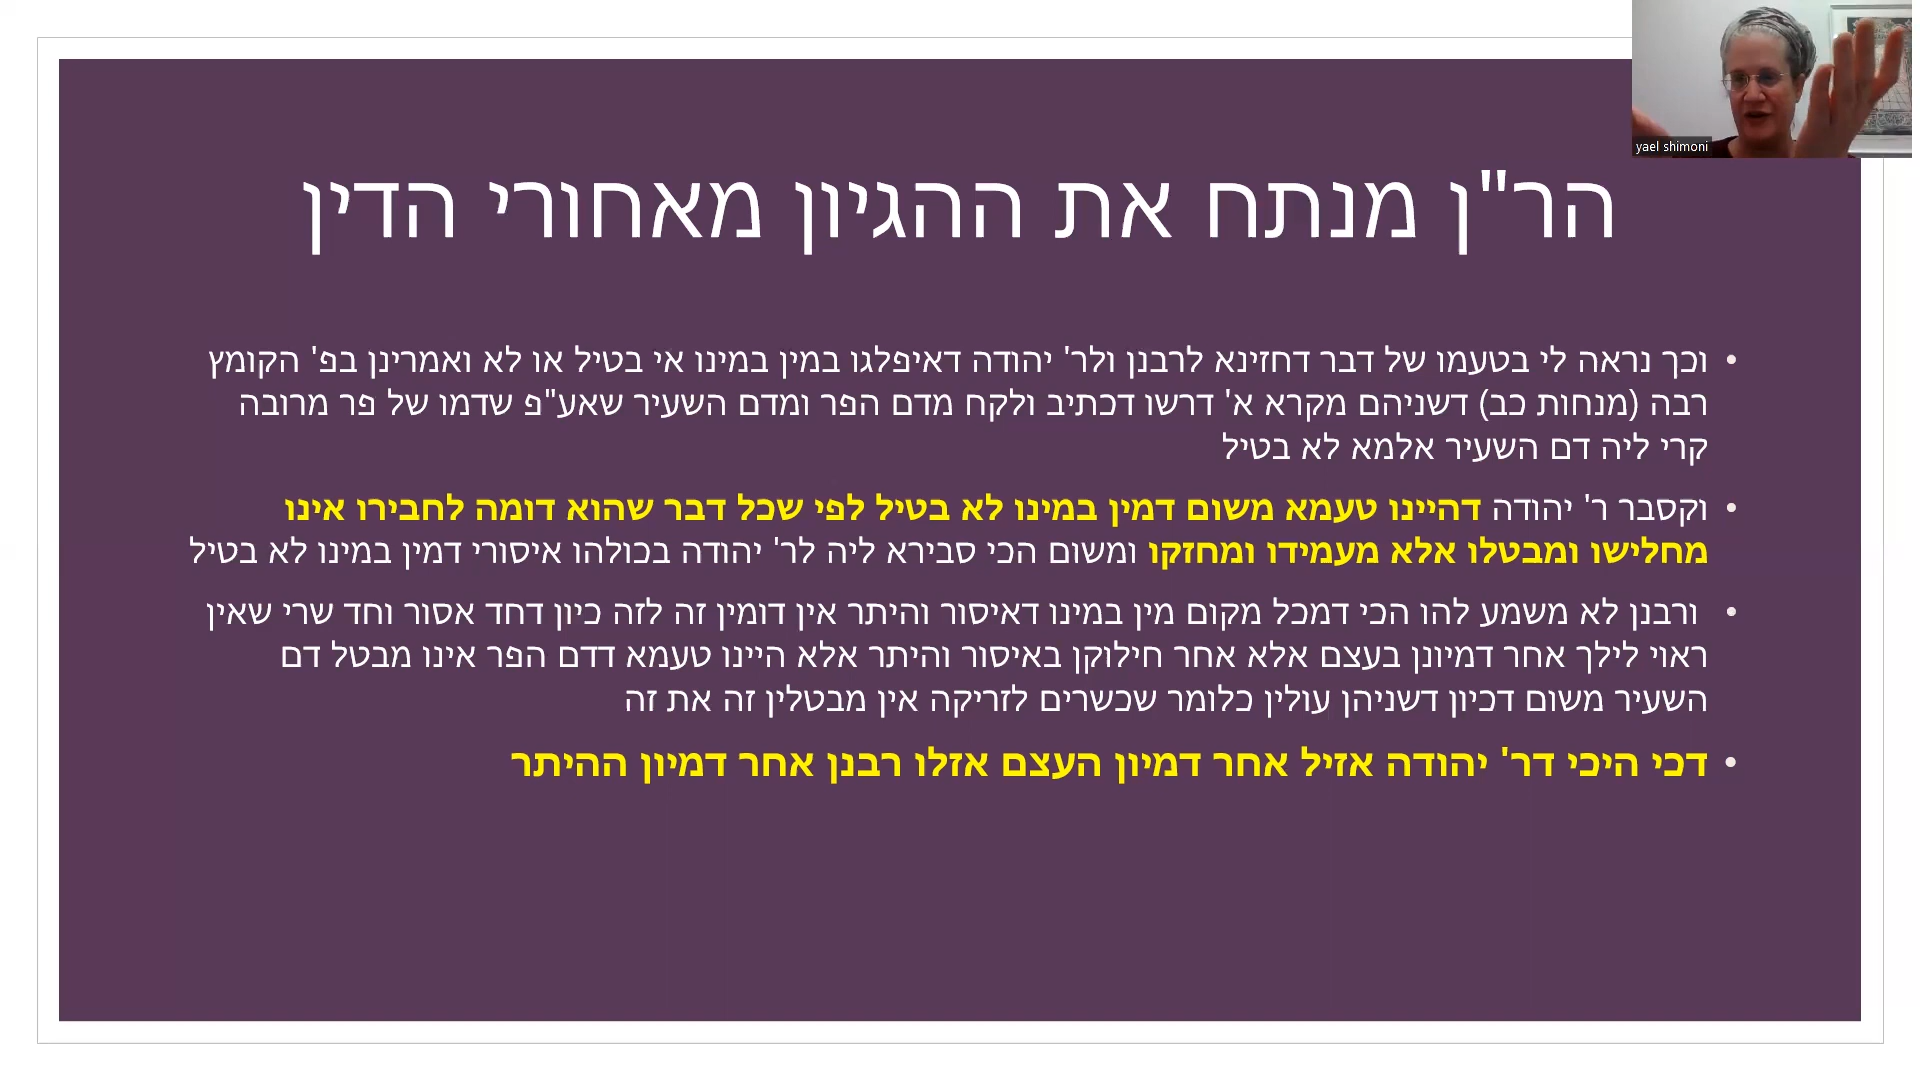 yael shimoni
הר"ן מנתח את ההגיון מאחורי הדין
• וכך נראה לי בטעמו של דבר דחזינא לרבנן ולר' יהודה דאיפלגו במין במינו אי בטיל או לא ואמרינן בפ' הקומץ
רבה (מנחות כב) דשניהם מקרא א' דרשו דכתיב ולקח מדם הפר ומדם השעיר שאע"פ שדמו של פר מרובה
קרי ליה דם השעיר אלמא לא בטיל
• וקסבר ר' יהודה דהיינו טעמא משום דמין במינו לא בטיל לפי שכל דבר שהוא דומה לחבירו אינו
מחלישו ומבטלו אלא מעמידו ומחזקו ומשום הכי סבירא ליה לר' יהודה בכולהו איסורי דמין במינו לא בטיל
• ורבנן לא משמע להו הכי דמכל מקום מין במינו דאיסור והיתר אין דומין זה לזה כיון דחד אסור וחד שרי שאין
ראוי לילך אחר דמיונן בעצם אלא אחר חילוקן באיסור והיתר אלא היינו טעמא דדם הפר אינו מבטל דם
השעיר משום דכיון דשניהן עולין כלומר שכשרים לזריקה אין מבטלין זה את זה
• דכי היכי דר' יהודה אזיל אחר דמיון העצם אזלו רבנן אחר דמיון ההיתר